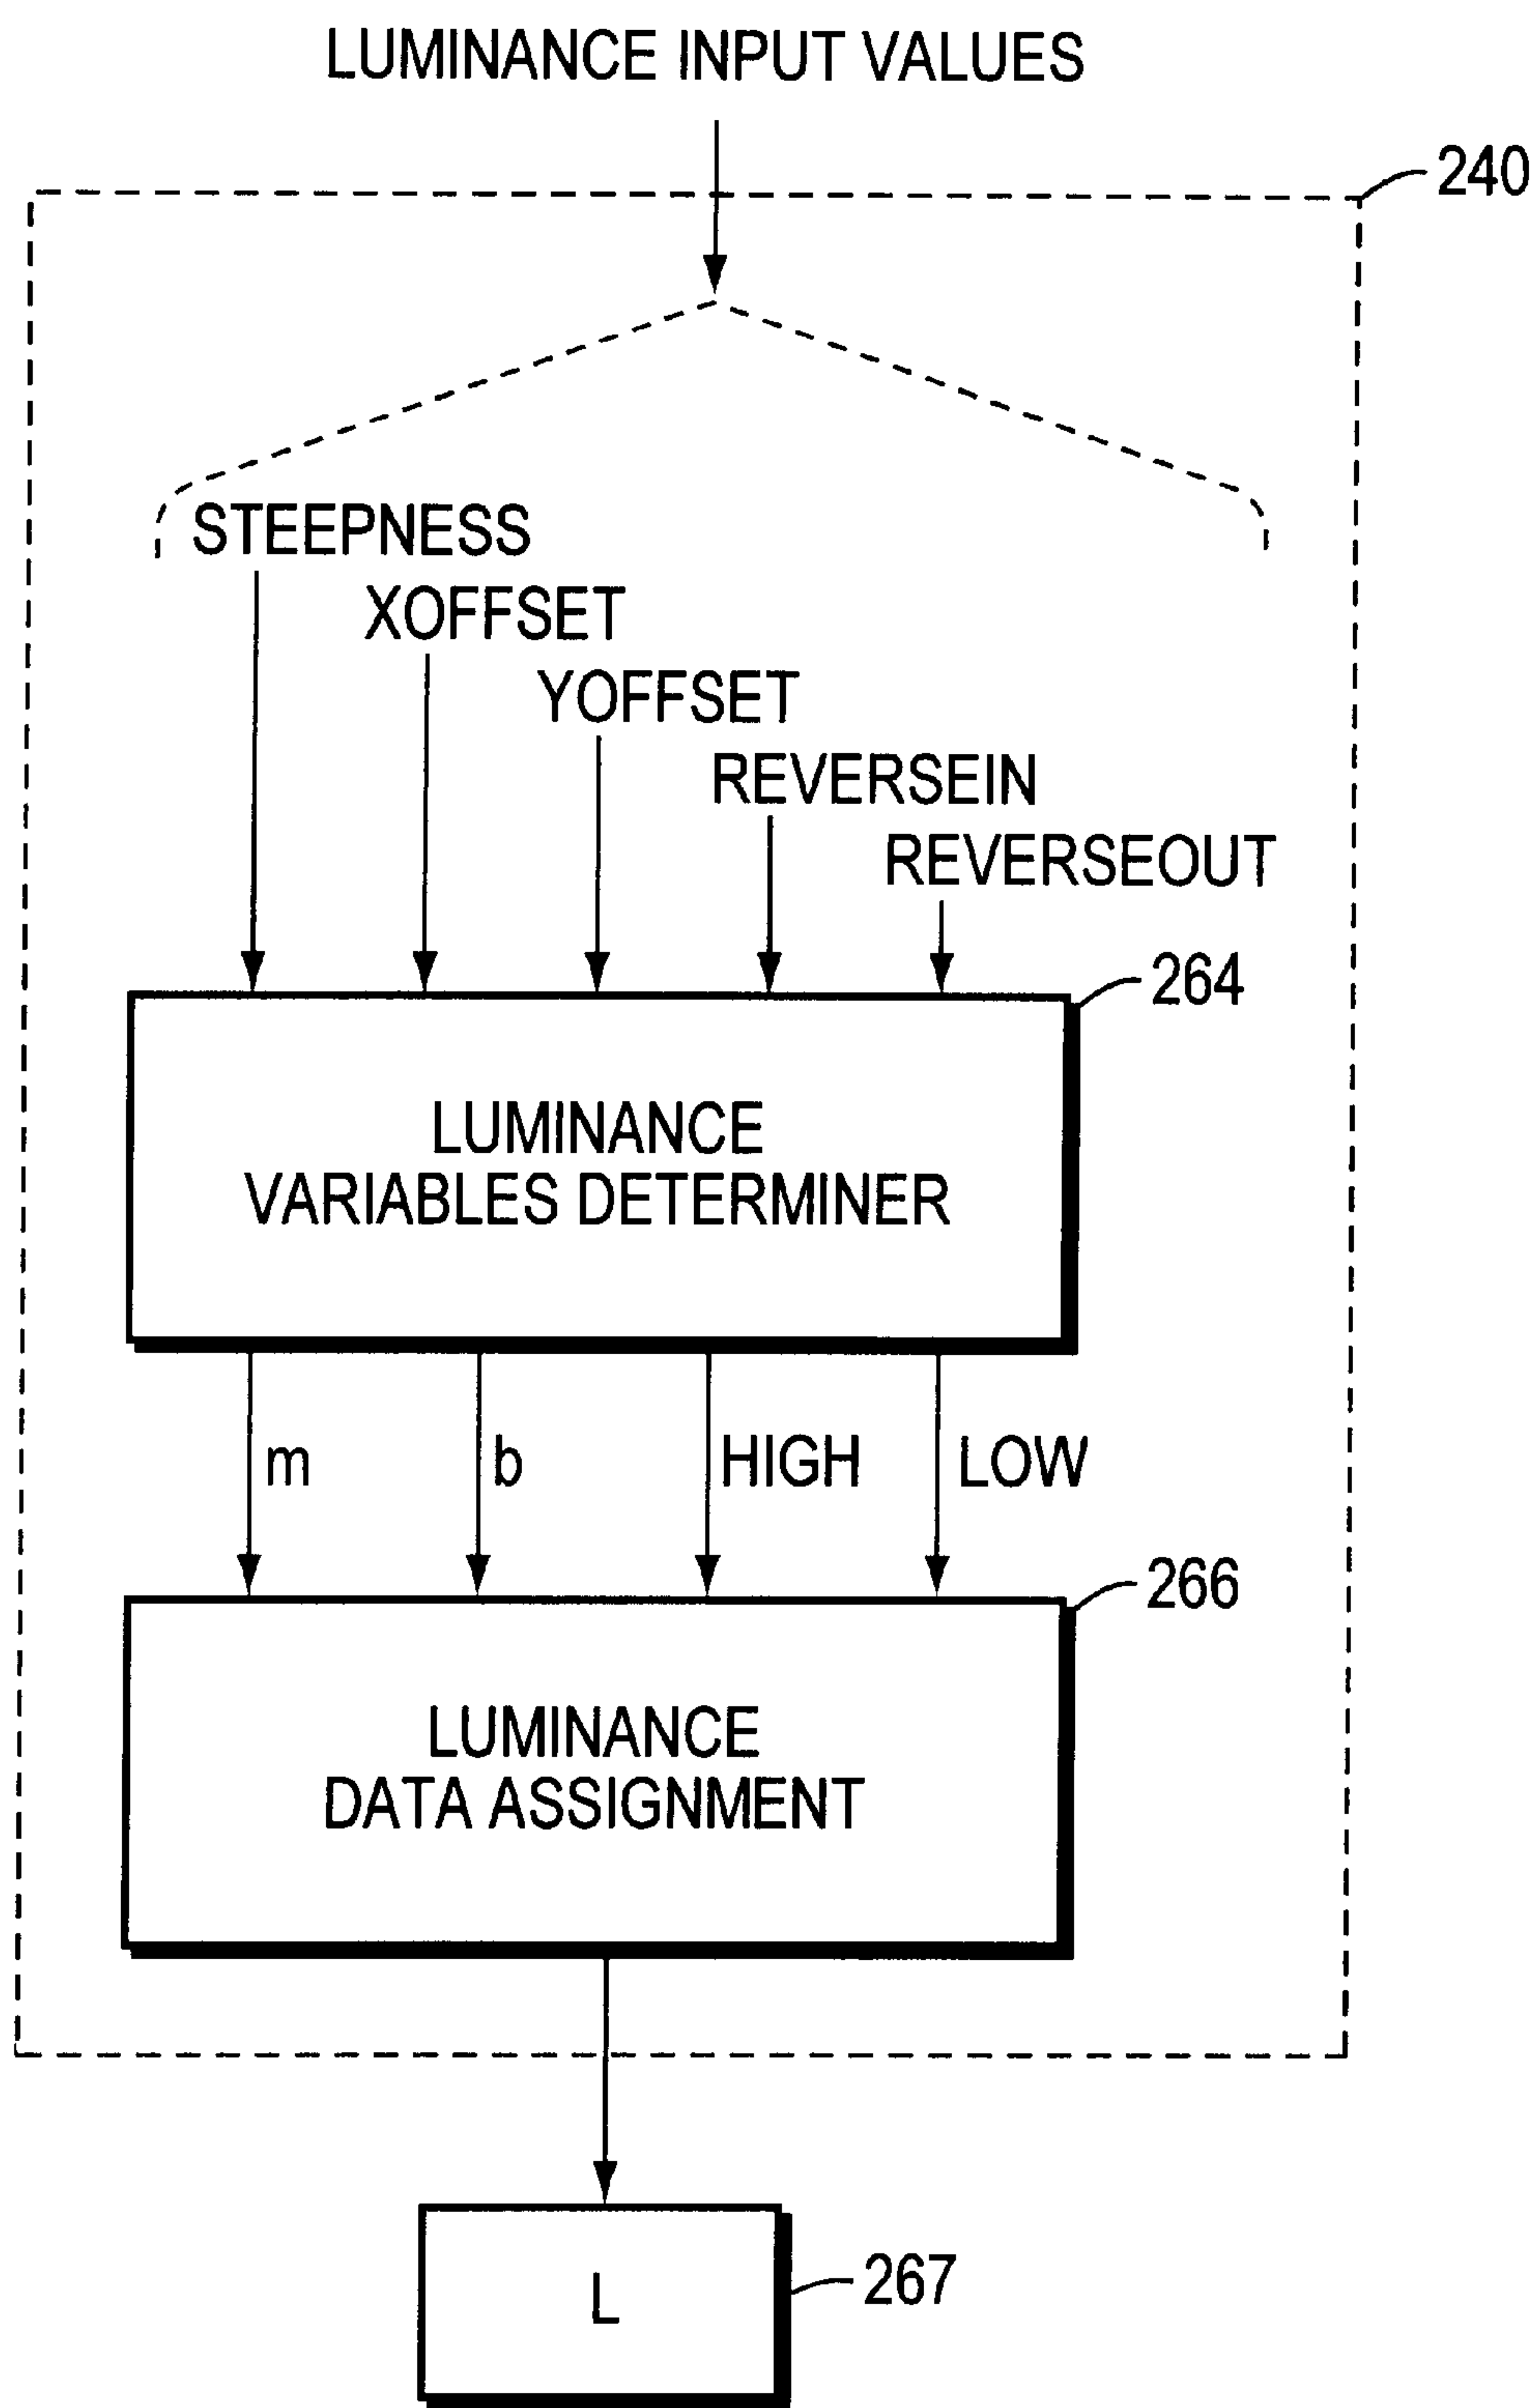 LUMINANCE INPUT VALUES
240
STEEPNESS
XOFFSET
YOFFSET
REVERSEIN
REVERSEOUT
264
LUMINANCE
VARIABLES DETERMINER
m
b
HIGH
LOW
266
LUMINANCE
DATA ASSIGNMENT
L
267